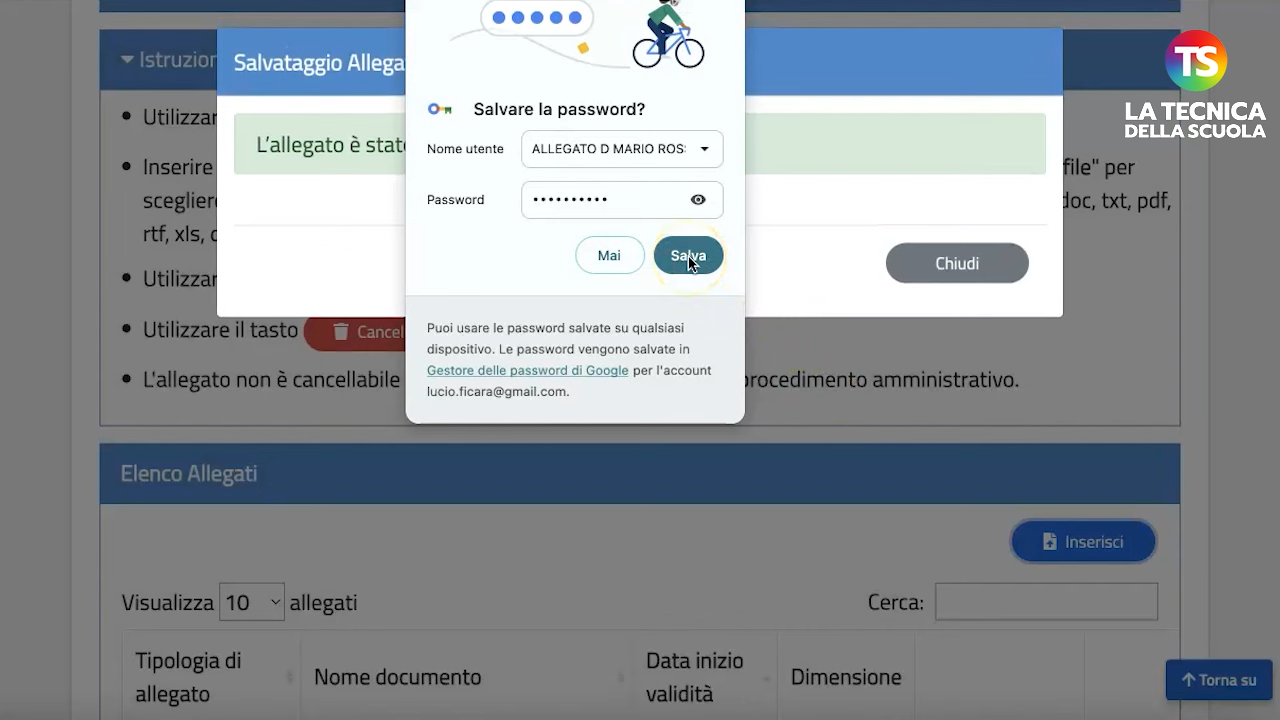 Istruzion
Salvataggio Allega
TS
LA TECNICA
DELLA SCUOLA
Salvare la password?
Utilizzar
L'allegato è stato
Nome utente
ALLEGATO D MARIO ROS
Inserire
file" per
scegliere
doc, txt, pdf,
rtf, xls,
Password
••••••••••
Mai
Salva
Chiudi
Utilizzar
Utilizzare il tasto
Cancel
Puoi usare le password salvate su qualsiasi
dispositivo. Le password vengono salvate in
Gestore delle password di Google per l'account
lucio.ficara@gmail.com.
L'allegato non è cancellabile
procedimento amministrativo.
Elenco Allegati
Inserisci
Visualizza 10 allegati
Cerca:
Tipologia di
allegato
Nome documento
Data inizio
validità
Dimensione
Torna su